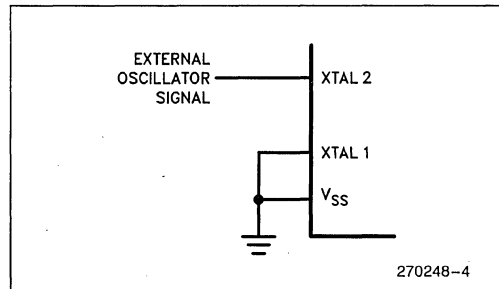 EXTERNAL
OSCILLATOR
SIGNAL
XTAL 2
XTAL 1
VSS
270248-4